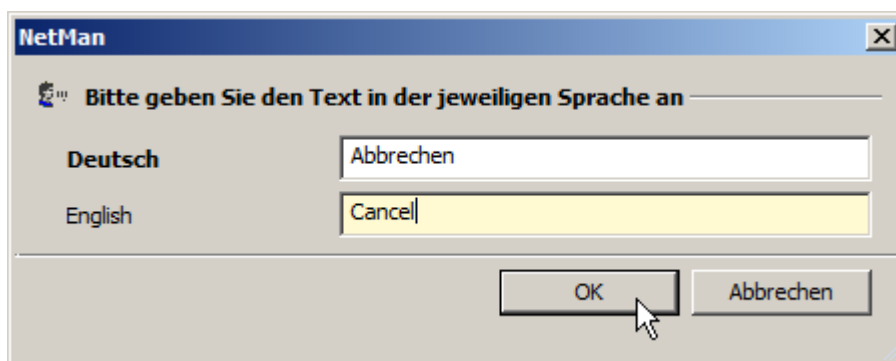 NetMan
Bitte geben Sie den Text in der jeweiligen Sprache an
Deutsch Abbrechen
English Cancel
OK Abbrechen